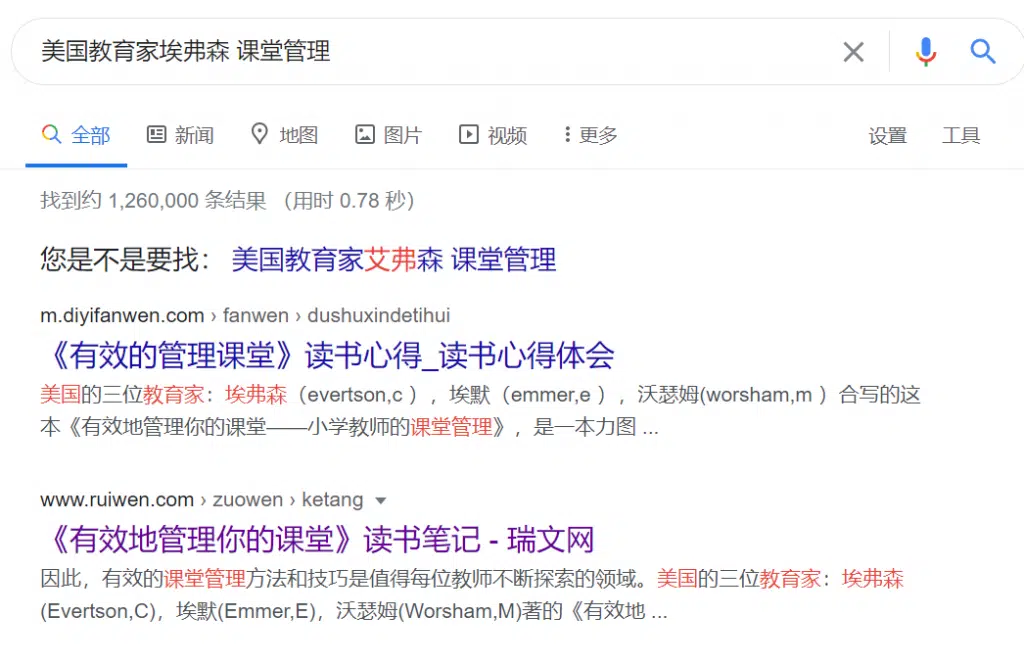 美国教育家埃弗森 课堂管理
全部 新闻 地图 图片 视频 更多 设置 工具
找到约 1,260,000 条结果 （用时 0.78 秒）
您是不是要找： 美国教育家艾弗森 课堂管理
m.diyifanwen.com › fanwen › dushuxindetihui
《有效的管理课堂》读书心得_读书心得体会
美国的三位教育家：埃弗森（evertson,c ），埃默（emmer,e ），沃瑟姆(worsham,m ）合写的这
本《有效地管理你的课堂——小学教师的课堂管理》，是一本力图 ...
www.ruiwen.com › zuowen › ketang
《有效地管理你的课堂》读书笔记 - 瑞文网
因此，有效的课堂管理方法和技巧是值得每位教师不断探索的领域。美国的三位教育家：埃弗森
(Evertson,C)，埃默(Emmer,E)，沃瑟姆(Worsham,M)著的《有效地 ...